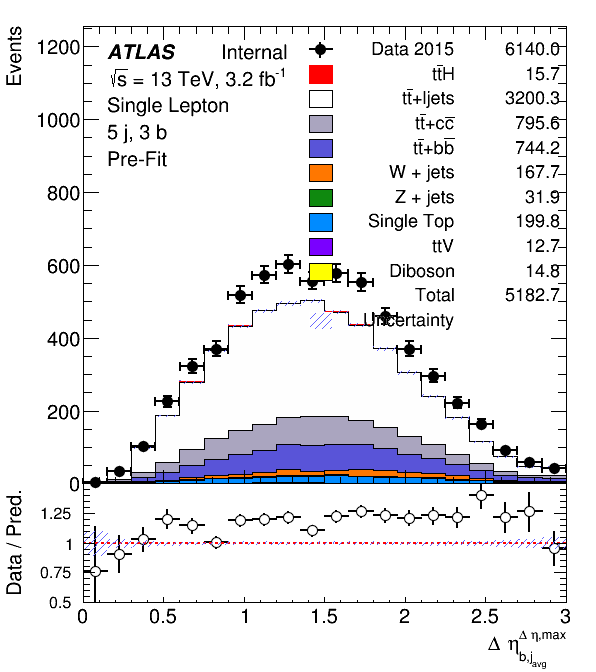 Events
1200
1000
800
600
400
200
0
ATLAS Internal
√s = 13 TeV, 3.2 fb⁻¹
Single Lepton
5 j, 3 b
Pre-Fit
Data 2015 6140.0
tt̅H 15.7
tt̅+ljets 3200.3
tt̅+cc̅ 795.6
tt̅+bb̅ 744.2
W + jets 167.7
Z + jets 31.9
Single Top 199.8
ttV 12.7
Diboson 14.8
Total 5182.7
Uncertainty
Data / Pred.
1.25
1
0.75
0.5
0 0.5 1 1.5 2 2.5 3
Δ η b,j avg Δ η,max